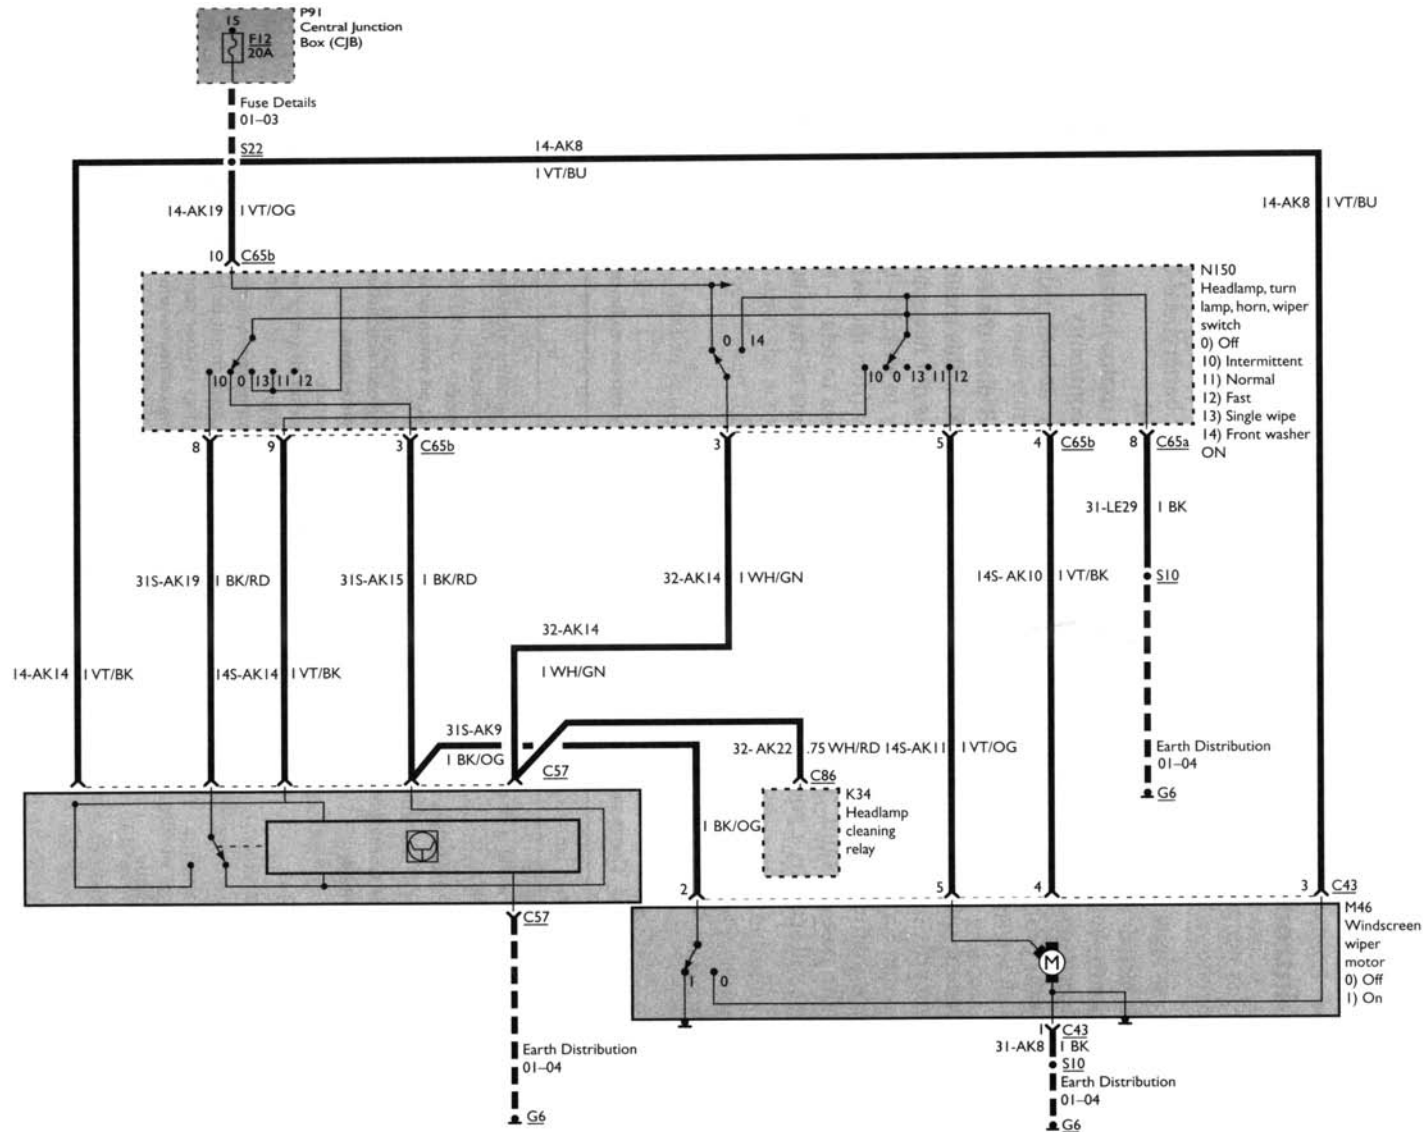 P91
Central Junction
Box (CJB)
15
F12
20A
Fuse Details
01–03
S22
14-AK8
1 VT/BU
14-AK19 1 VT/OG
14-AK8 1 VT/BU
10 C65b
N150
Headlamp, turn
lamp, horn, wiper
switch
0) Off
10) Intermittent
11) Normal
12) Fast
13) Single wipe
14) Front washer
ON
0 14
10 0 13 11 12
10 0 13 11 12
8 9 3 C65b 3 5 4 C65b 8 C65a
31-LE29 1 BK
31S-AK19 1 BK/RD 31S-AK15 1 BK/RD 32-AK14 1 WH/GN 14S- AK10 1 VT/BK S10
32-AK14
1 WH/GN
14-AK14 1 VT/BK 14S-AK14 1 VT/BK
31S-AK9
1 BK/OG
32- AK22 .75 WH/RD 14S-AK11 1 VT/OG
Earth Distribution
01–04
G6
C57
C86
K34
Headlamp
cleaning
relay
1 BK/OG
2 5 4 3 C43
M46
Windscreen
wiper
motor
0) Off
1) On
C57
M
1 0
1 C43
31-AK8 1 BK
S10
Earth Distribution
01–04
G6
Earth Distribution
01–04
G6